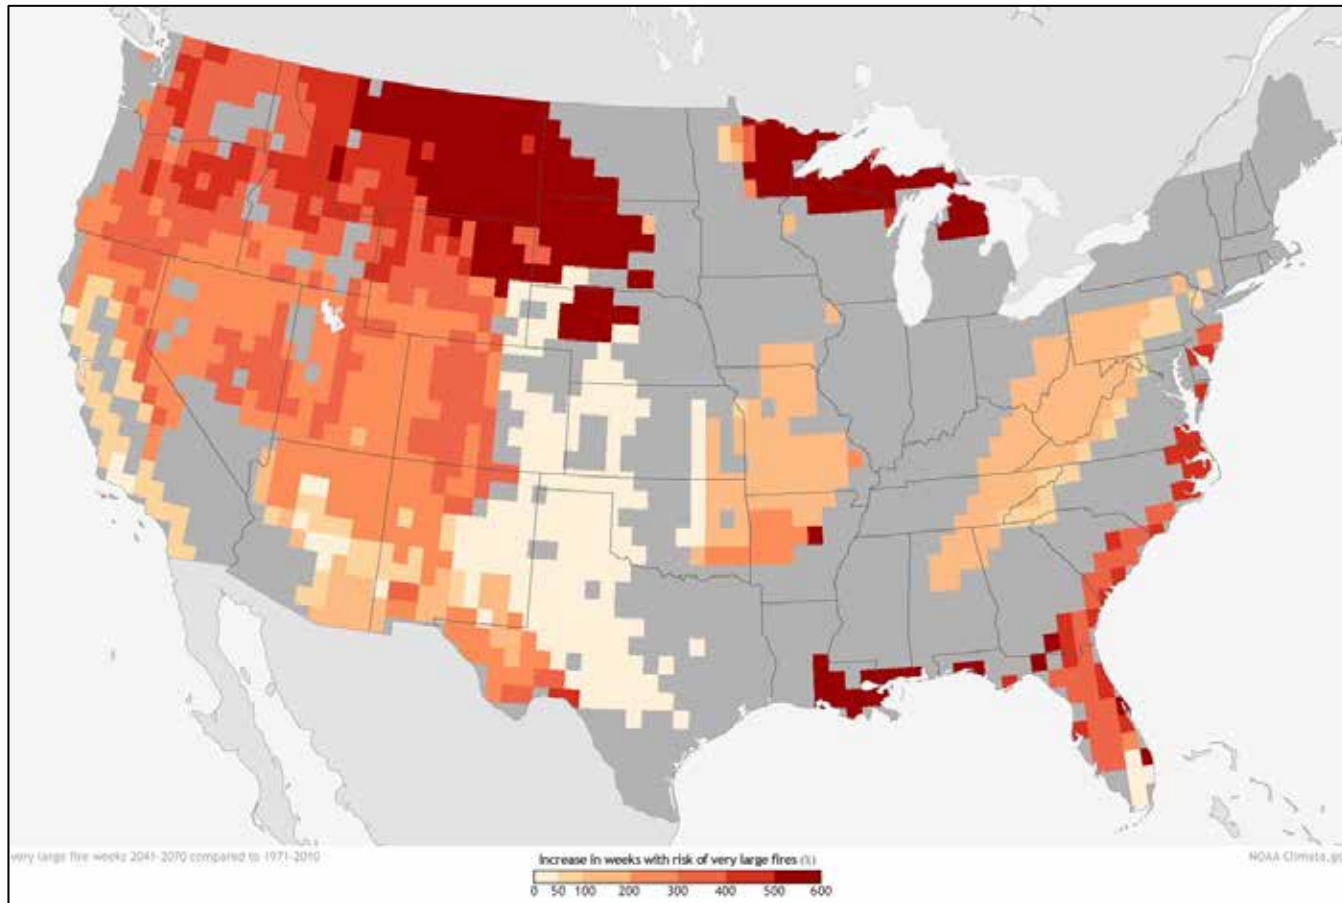 very large fire weeks 2041-2070 compared to 1971-2010
NOAA Climate.go
Increase in weeks with risk of very large fires (%)
0 50 100 200 300 400 500 600